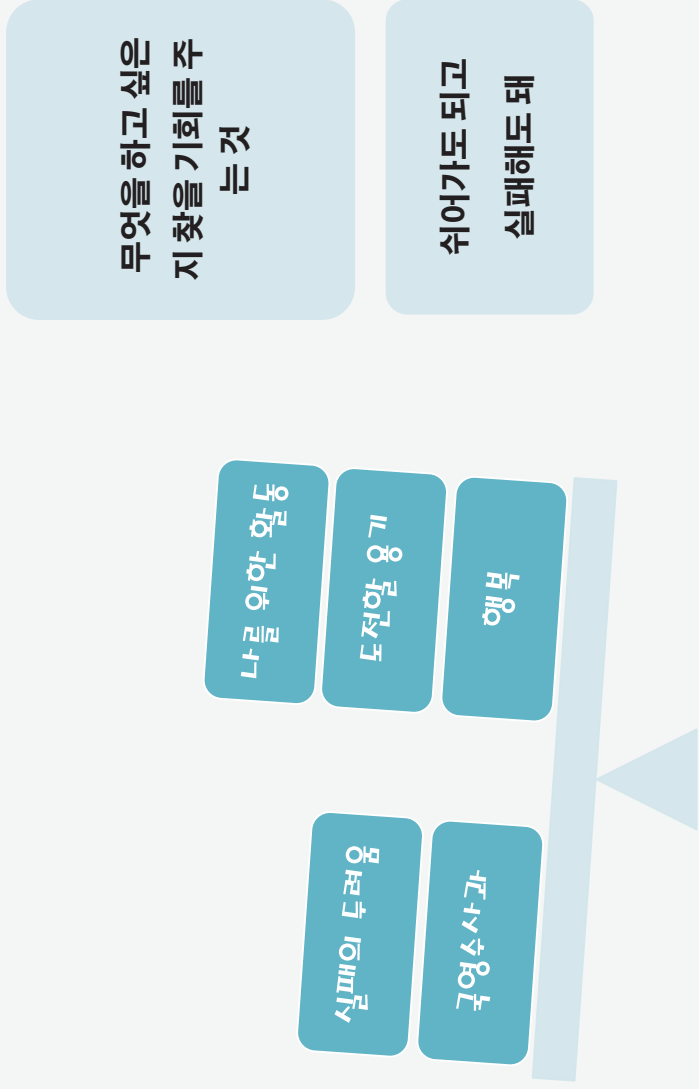 실패의 두려움
국영수사과
나를 위한 활동
도전할 용기
행복
무엇을 하고 싶은
지 찾을 기회를 주
는 것
쉬어가도 되고
실패해도 돼